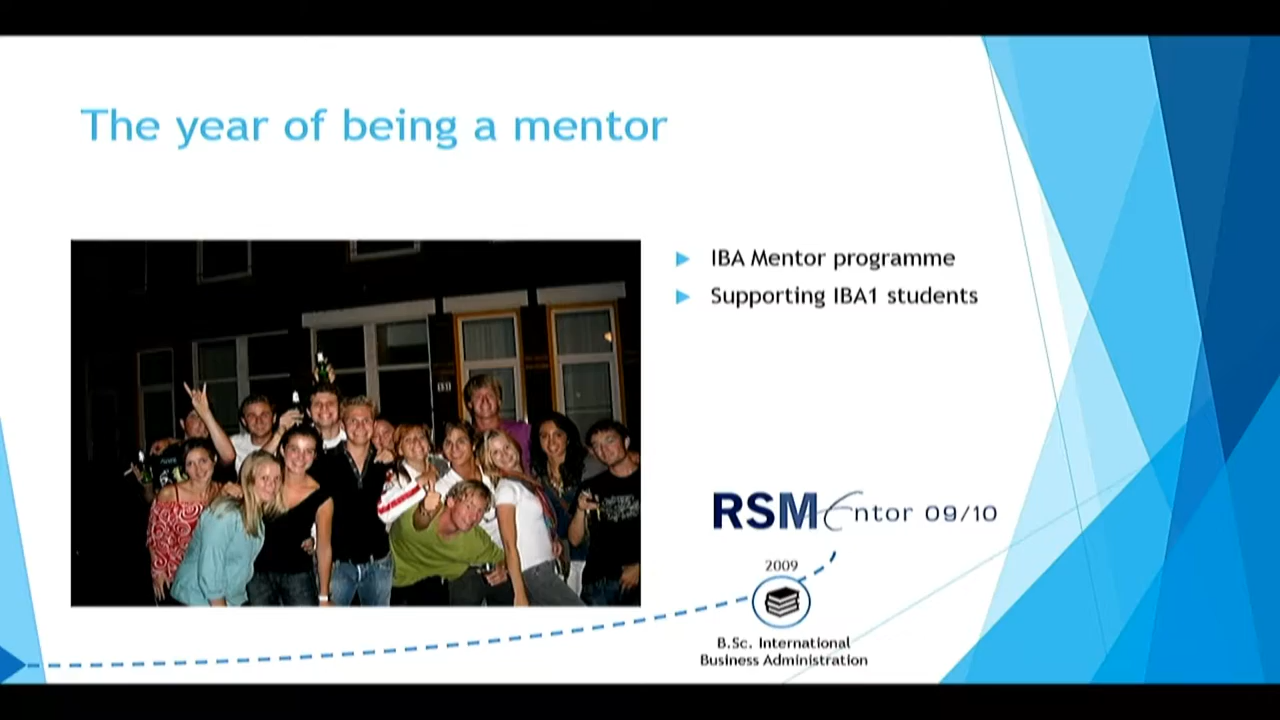 The year of being a mentor
IBA Mentor programme
Supporting IBA1 students
RSMentor 09/10
2009
B.Sc. International
Business Administration